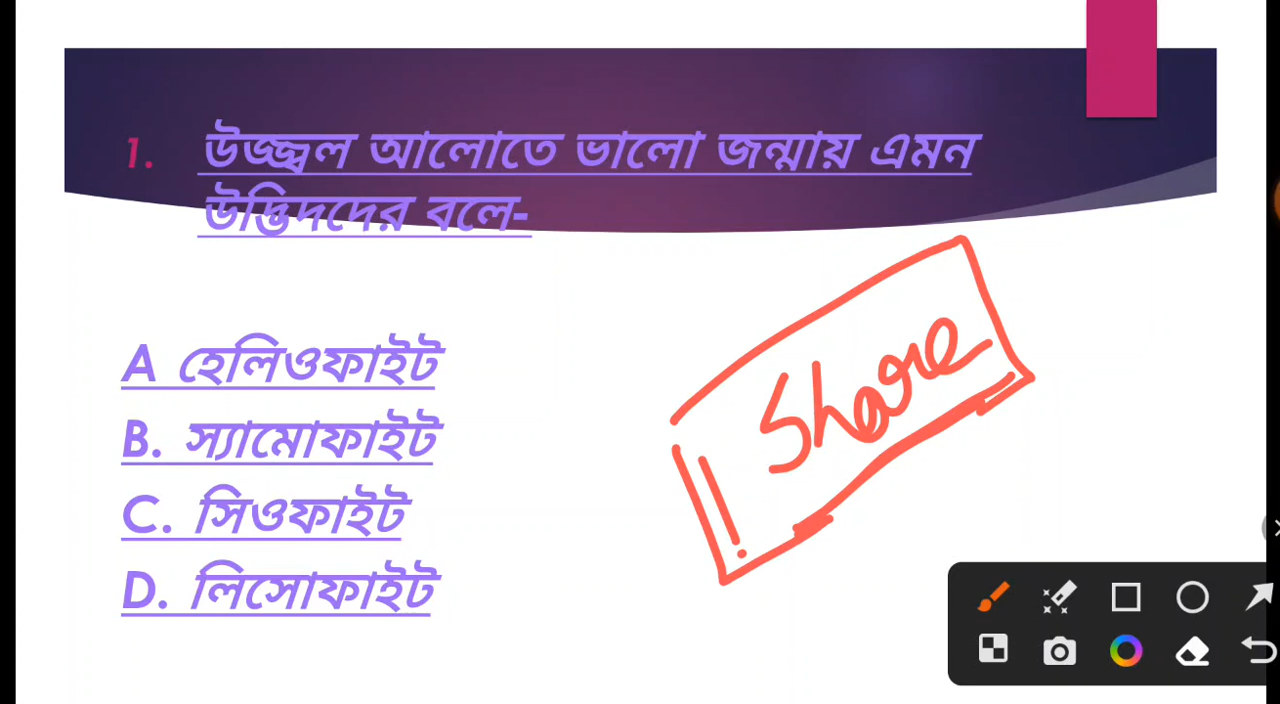 1. উজ্জ্বল আলোতে ভালো জন্মায় এমন
উদ্ভিদদের বলে-
A হেলিওফাইট
B. স্যামোফাইট
C. সিওফাইট
D. লিসোফাইট
Share